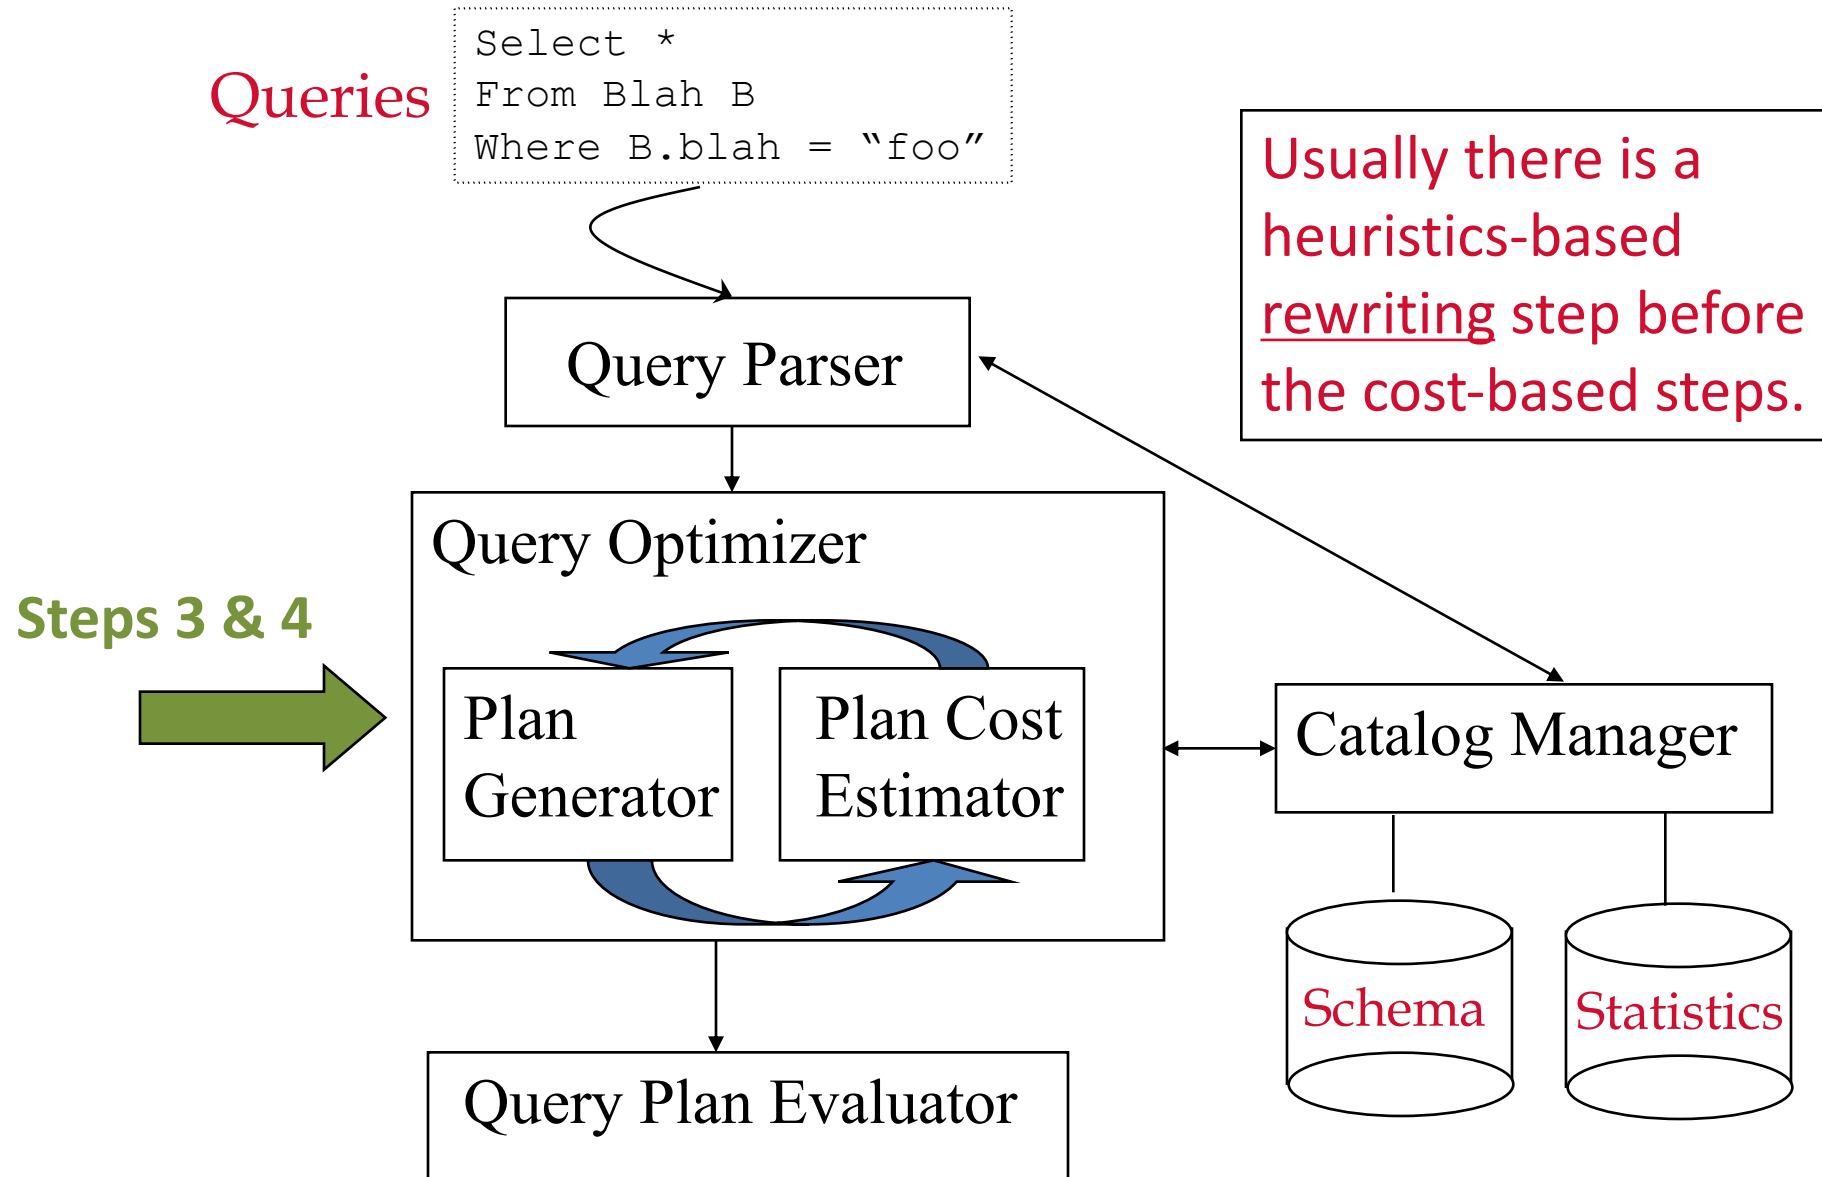 Queries
Select *
From Blah B
Where B.blah = “foo”
Usually there is a
heuristics-based
rewriting step before
the cost-based steps.
Query Parser
Query Optimizer
Steps 3 & 4
Plan
Generator
Plan Cost
Estimator
Catalog Manager
Schema
Statistics
Query Plan Evaluator